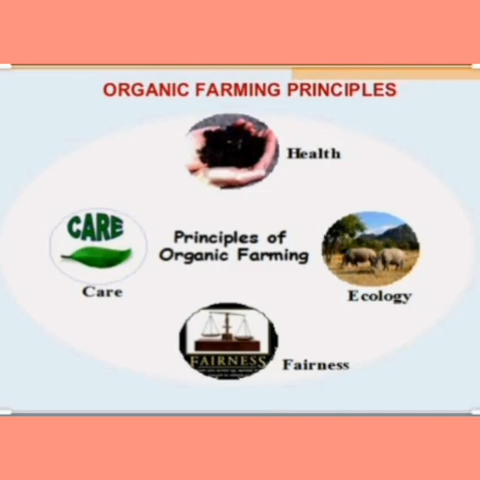 ORGANIC FARMING PRINCIPLES
Health
CARE
Principles of
Organic Farming
Care
Ecology
FAIRNESS
Fairness